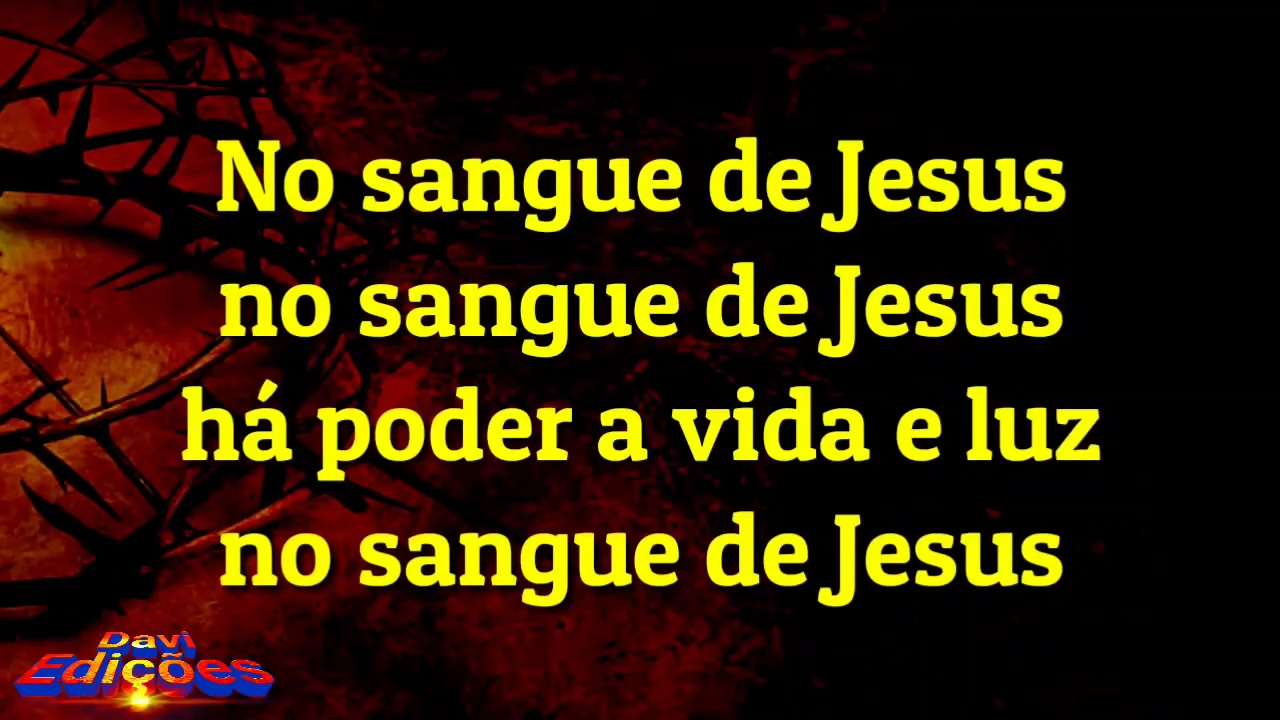 No sangue de Jesus
no sangue de Jesus
há poder a vida e luz
no sangue de Jesus
Davi
Edições